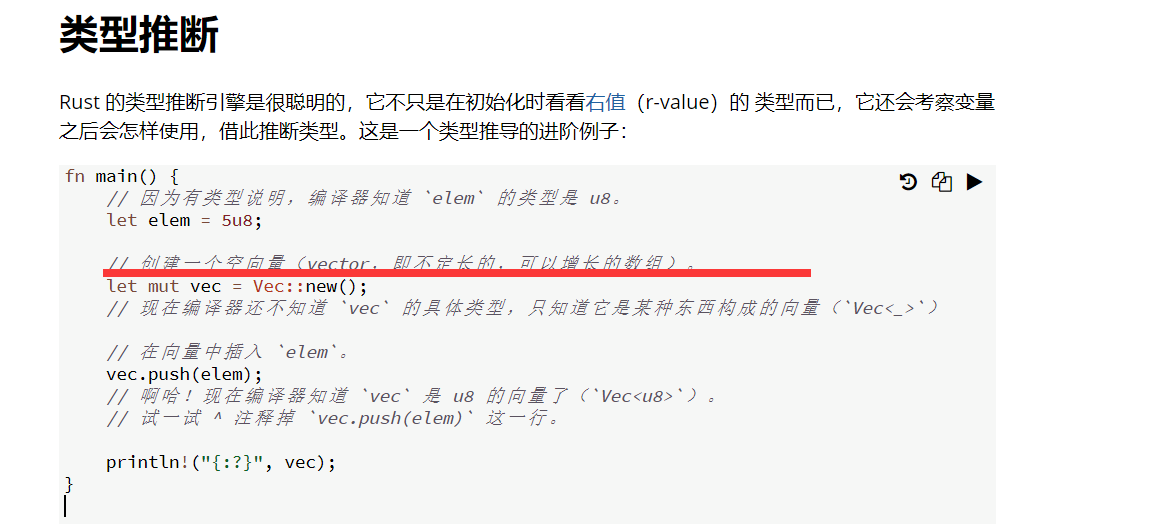 类型推断
Rust 的类型推断引擎是很聪明的，它不只是在初始化时看看右值（r-value）的 类型而已，它还会考察变量
之后会怎样使用，借此推断类型。这是一个类型推导的进阶例子：
fn main() {
    // 因为有类型说明，编译器知道 `elem` 的类型是 u8。
    let elem = 5u8;
    // 创建一个空向量（vector，即不定长的，可以增长的数组）。
    let mut vec = Vec::new();
    // 现在编译器还不知道 `vec` 的具体类型，只知道它是某种东西构成的向量（`Vec<_>`）
    // 在向量中插入 `elem`。
    vec.push(elem);
    // 啊哈！现在编译器知道 `vec` 是 u8 的向量了（`Vec<u8>`）。
    // 试一试 ^ 注释掉 `vec.push(elem)` 这一行。
    println!("{:?}", vec);
}